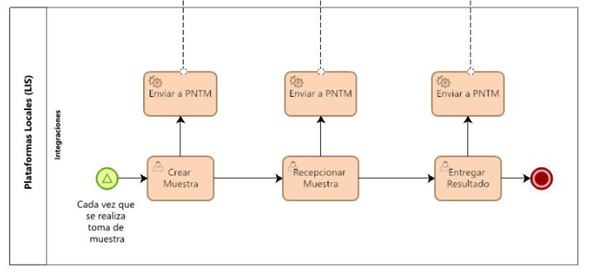 Plataformas Locales (LIS)
Integraciones
Enviar a PNTM
Enviar a PNTM
Enviar a PNTM
Crear
Muestra
Recepcionar
Muestra
Entregar
Resultado
Cada vez que
se realiza
toma de
muestra